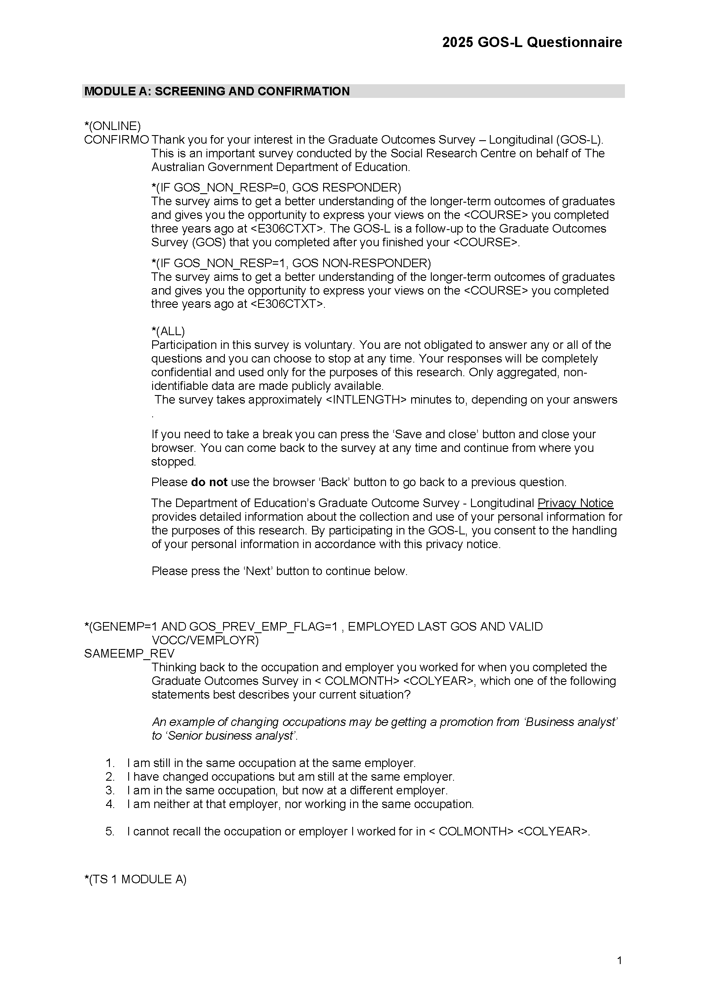 2025 GOS-L Questionnaire
MODULE A: SCREENING AND CONFIRMATION
*(ONLINE)
CONFIRMO Thank you for your interest in the Graduate Outcomes Survey – Longitudinal (GOS-L).
This is an important survey conducted by the Social Research Centre on behalf of The
Australian Government Department of Education.
*(IF GOS_NON_RESP=0, GOS RESPONDER)
The survey aims to get a better understanding of the longer-term outcomes of graduates
and gives you the opportunity to express your views on the <COURSE> you completed
three years ago at <E306CTXT>. The GOS-L is a follow-up to the Graduate Outcomes
Survey (GOS) that you completed after you finished your <COURSE>.
*(IF GOS_NON_RESP=1, GOS NON-RESPONDER)
The survey aims to get a better understanding of the longer-term outcomes of graduates
and gives you the opportunity to express your views on the <COURSE> you completed
three years ago at <E306CTXT>.
*(ALL)
Participation in this survey is voluntary. You are not obligated to answer any or all of the
questions and you can choose to stop at any time. Your responses will be completely
confidential and used only for the purposes of this research. Only aggregated, non-
identifiable data are made publicly available.
The survey takes approximately <INTLENGTH> minutes to, depending on your answers
.
If you need to take a break you can press the ‘Save and close’ button and close your
browser. You can come back to the survey at any time and continue from where you
stopped.
Please do not use the browser ‘Back’ button to go back to a previous question.
The Department of Education’s Graduate Outcome Survey - Longitudinal Privacy Notice
provides detailed information about the collection and use of your personal information for
the purposes of this research. By participating in the GOS-L, you consent to the handling
of your personal information in accordance with this privacy notice.
Please press the ‘Next’ button to continue below.
*(GENEMP=1 AND GOS_PREV_EMP_FLAG=1 , EMPLOYED LAST GOS AND VALID
VOCC/VEMPLOYR)
SAMEEMP_REV
Thinking back to the occupation and employer you worked for when you completed the
Graduate Outcomes Survey in < COLMONTH> <COLYEAR>, which one of the following
statements best describes your current situation?
An example of changing occupations may be getting a promotion from ‘Business analyst’
to ‘Senior business analyst’.
1. I am still in the same occupation at the same employer.
2. I have changed occupations but am still at the same employer.
3. I am in the same occupation, but now at a different employer.
4. I am neither at that employer, nor working in the same occupation.
5. I cannot recall the occupation or employer I worked for in < COLMONTH> <COLYEAR>.
*(TS 1 MODULE A)
1